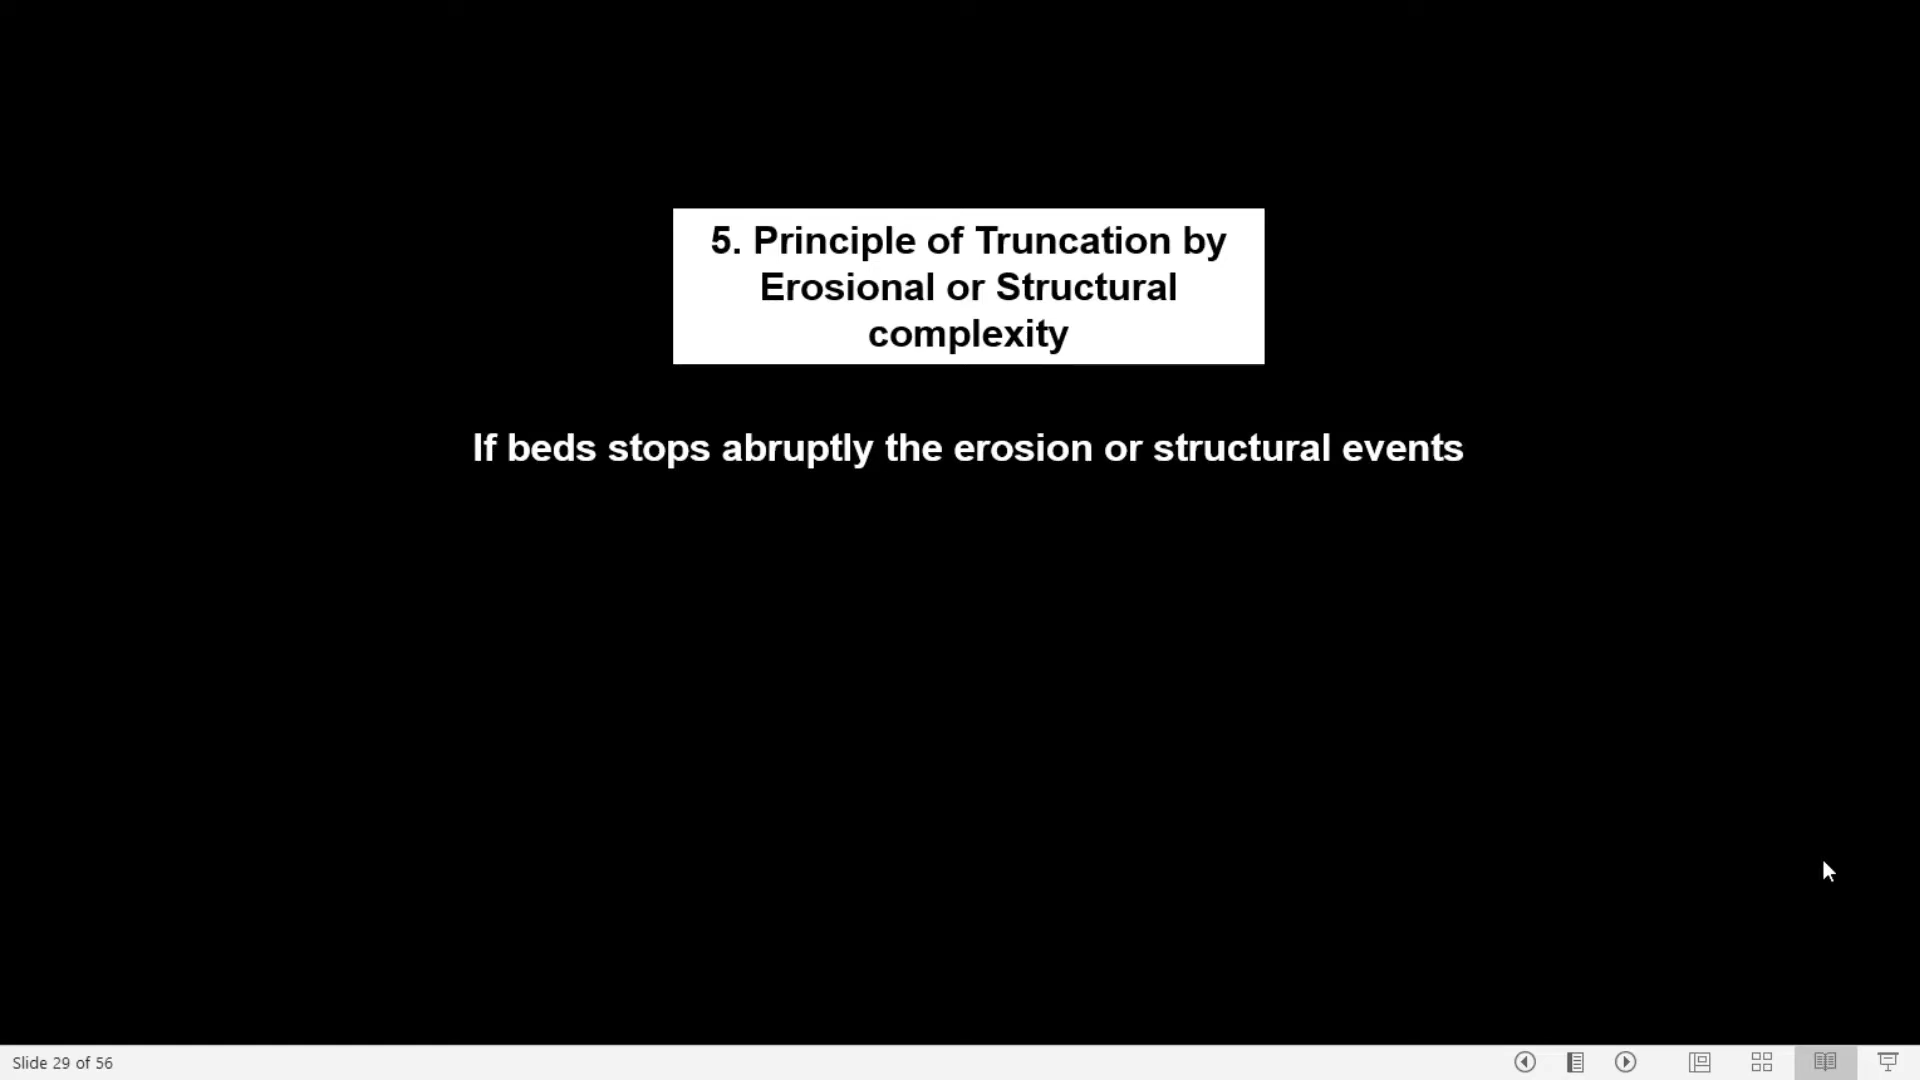 5. Principle of Truncation by
Erosional or Structural
complexity
If beds stops abruptly the erosion or structural events
Slide 29 of 56